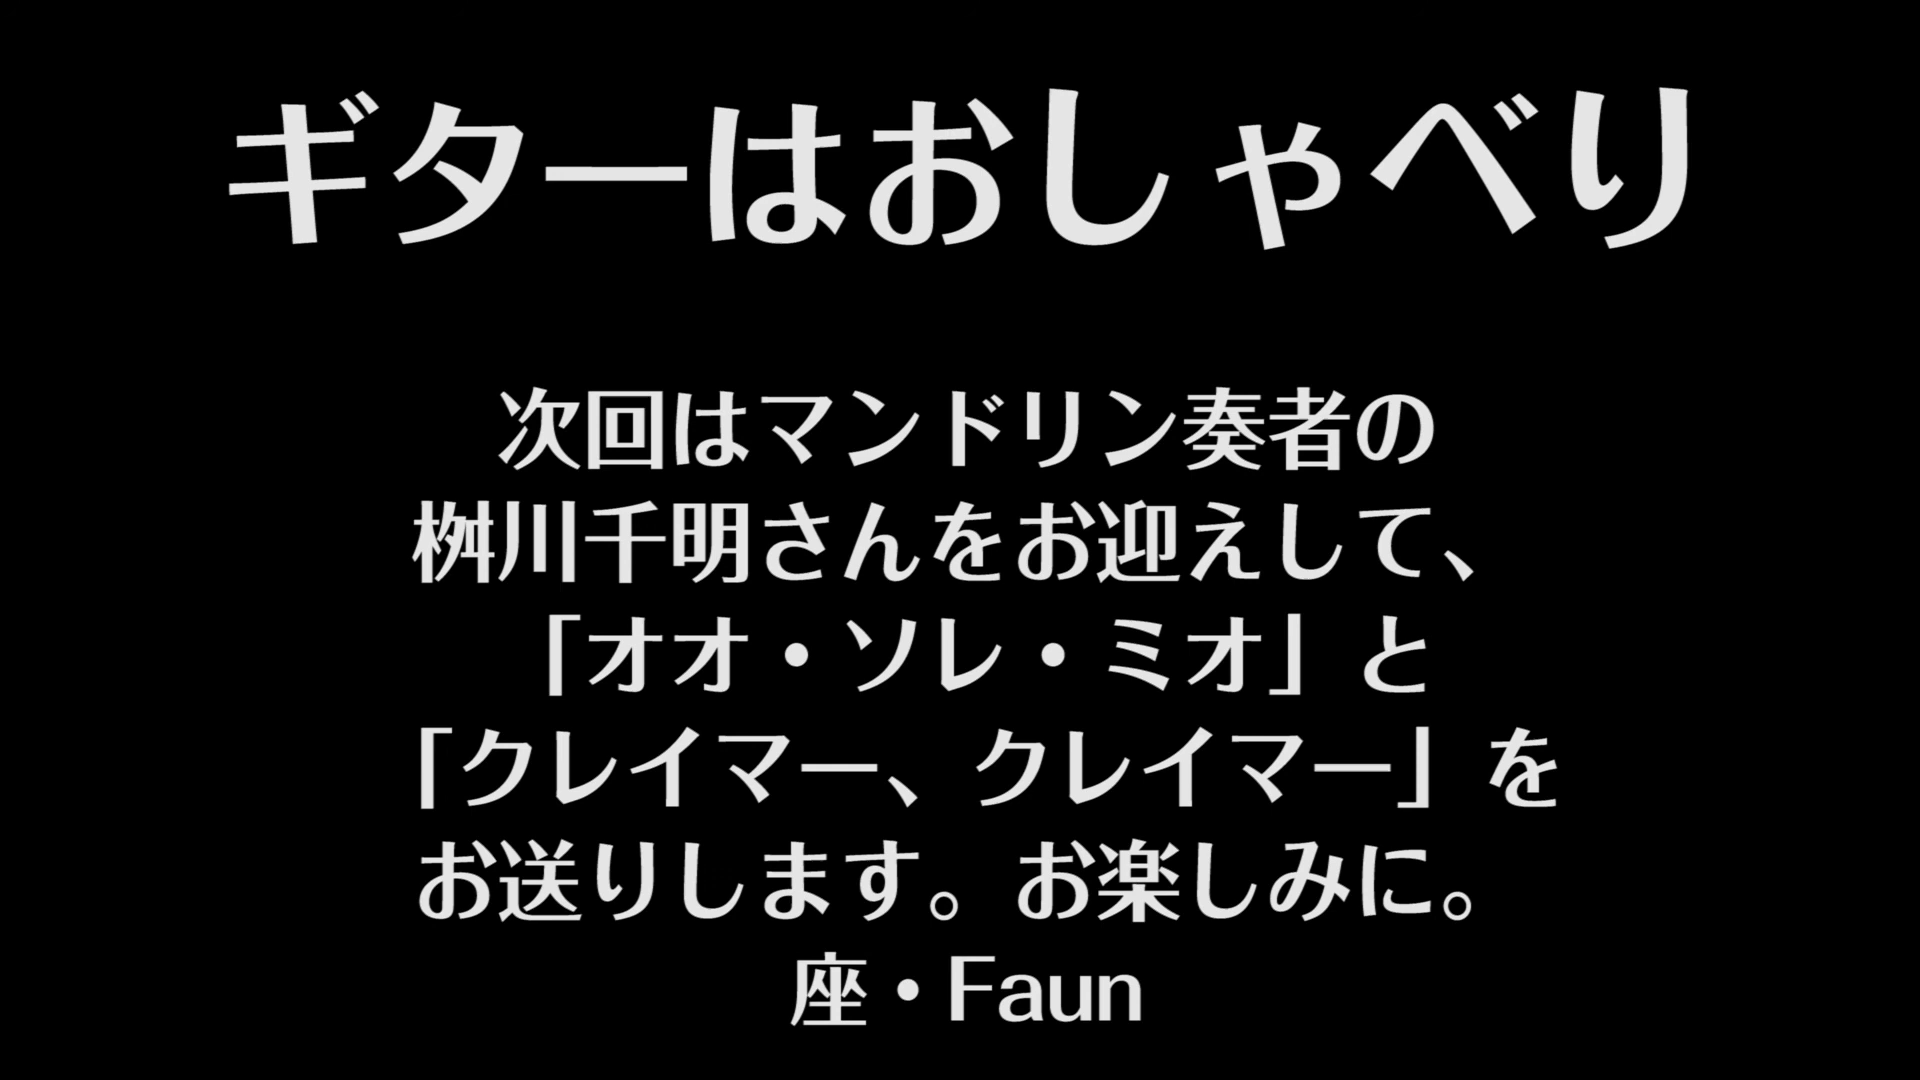 ギターはおしゃべり
次回はマンドリン奏者の
桝川千明さんをお迎えして、
「オオ・ソレ・ミオ」と
「クレイマー、クレイマー」を
お送りします。お楽しみに。
座・Faun